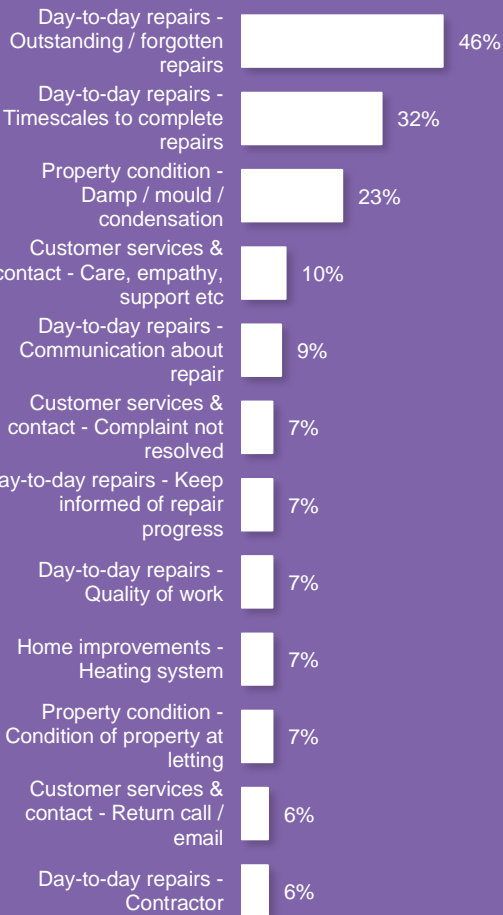 Day-to-day repairs -
Outstanding / forgotten
repairs
46%
Day-to-day repairs -
Timescales to complete
repairs
32%
Property condition -
Damp / mould /
condensation
23%
Customer services &
contact - Care, empathy,
support etc
10%
Day-to-day repairs -
Communication about
repair
9%
Customer services &
contact - Complaint not
resolved
7%
ay-to-day repairs - Keep
informed of repair
progress
7%
Day-to-day repairs -
Quality of work
7%
Home improvements -
Heating system
7%
Property condition -
Condition of property at
letting
7%
Customer services &
contact - Return call /
email
6%
Day-to-day repairs -
Contractor
6%